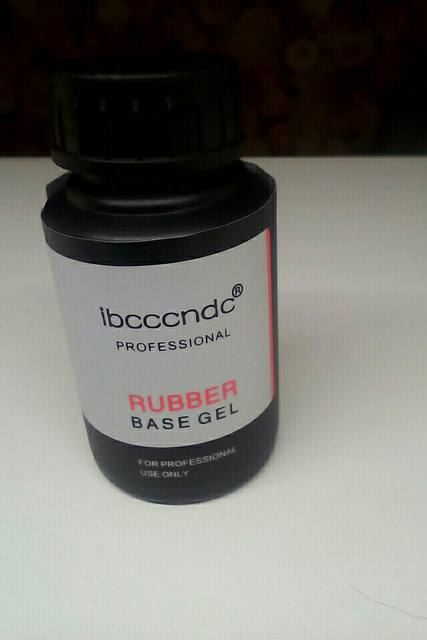 ibcccndc®
PROFESSIONAL
RUBBER
BASE GEL
FOR PROFESSIONAL
USE ONLY